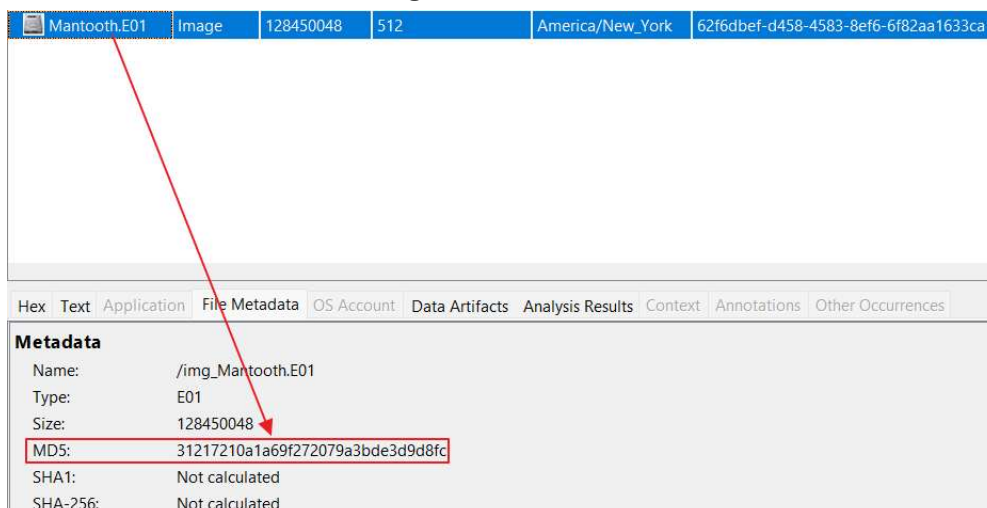 Mantooth.E01 Image 128450048 512 America/New_York 62f6dbef-d458-4583-8ef6-6f82aa1633ca
Hex Text Application File Metadata OS Account Data Artifacts Analysis Results Context Annotations Other Occurrences
Metadata
Name: /img_Mantooth.E01
Type: E01
Size: 128450048
MD5: 31217210a1a69f272079a3bde3d9d8fc
SHA1: Not calculated
SHA-256: Not calculated